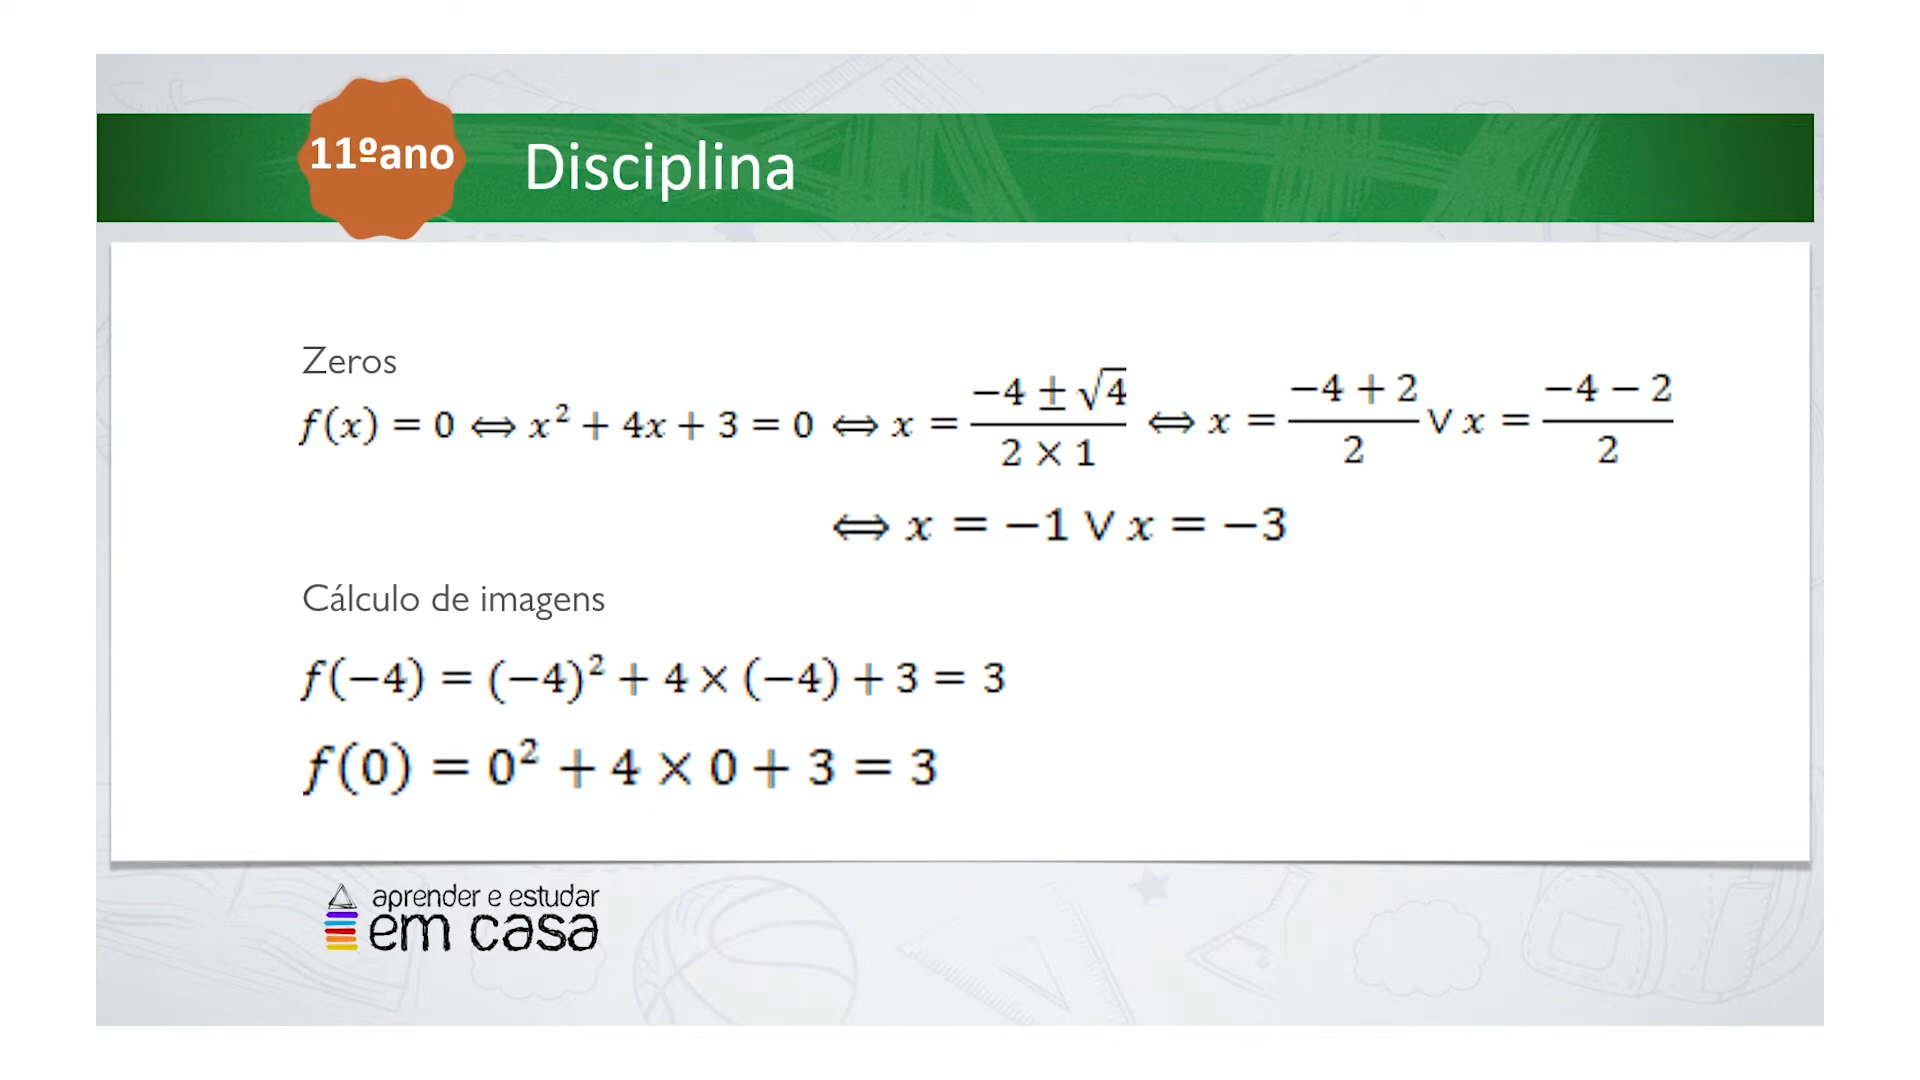 11ºano
Disciplina
Zeros
f(x) = 0 ⟺ x² + 4x + 3 = 0 ⟺ x = (−4 ± √4)/(2 × 1) ⟺ x = (−4 + 2)/2 ∨ x = (−4 − 2)/2
⟺ x = −1 ∨ x = −3
Cálculo de imagens
f(−4) = (−4)² + 4 × (−4) + 3 = 3
f(0) = 0² + 4 × 0 + 3 = 3
aprender e estudar
em casa